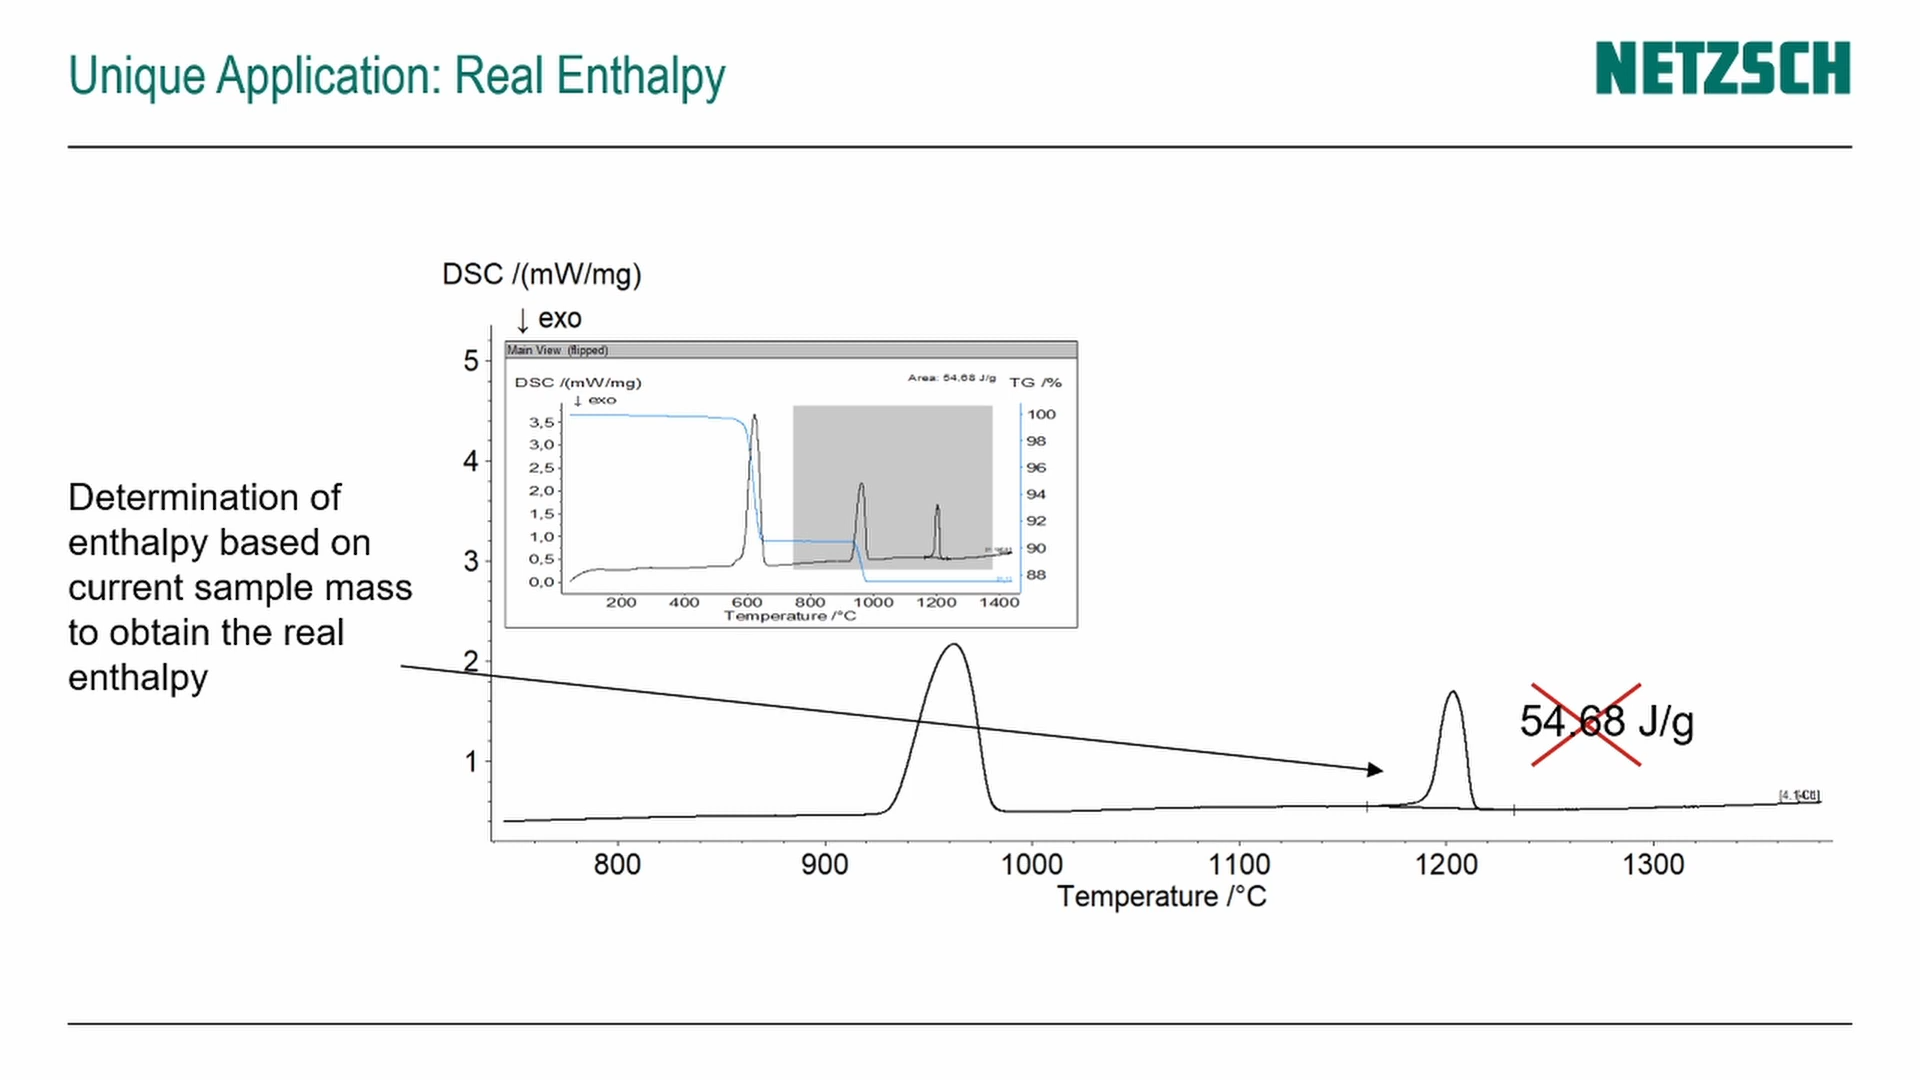 Unique Application: Real Enthalpy
NETZSCH
DSC /(mW/mg)
↓ exo
5
4
3
2
1
Main View (flipped)
DSC /(mW/mg)
Area: 54,68 J/g
TG /%
↓ exo
3,5
3,0
2,5
2,0
1,5
1,0
0,5
0,0
100
98
96
94
92
90
88
200 400 600 800 1000 1200 1400
Temperature /°C
Determination of
enthalpy based on
current sample mass
to obtain the real
enthalpy
54.68 J/g
800 900 1000 1100 1200 1300
Temperature /°C